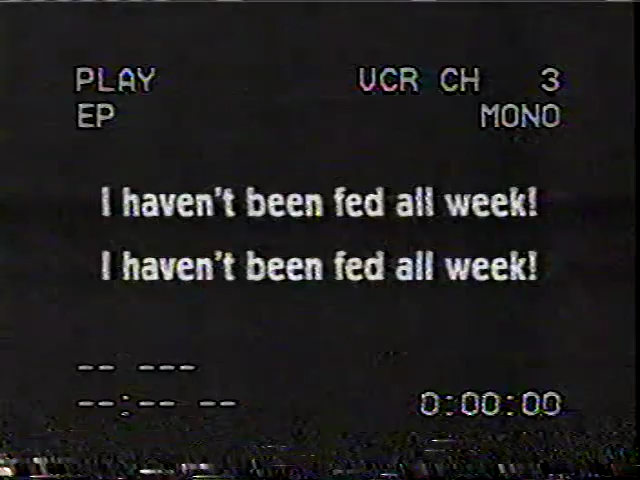 PLAY VCR CH 3
EP MONO
I haven't been fed all week!
I haven't been fed all week!
-- ---
--:-- -- 0:00:00